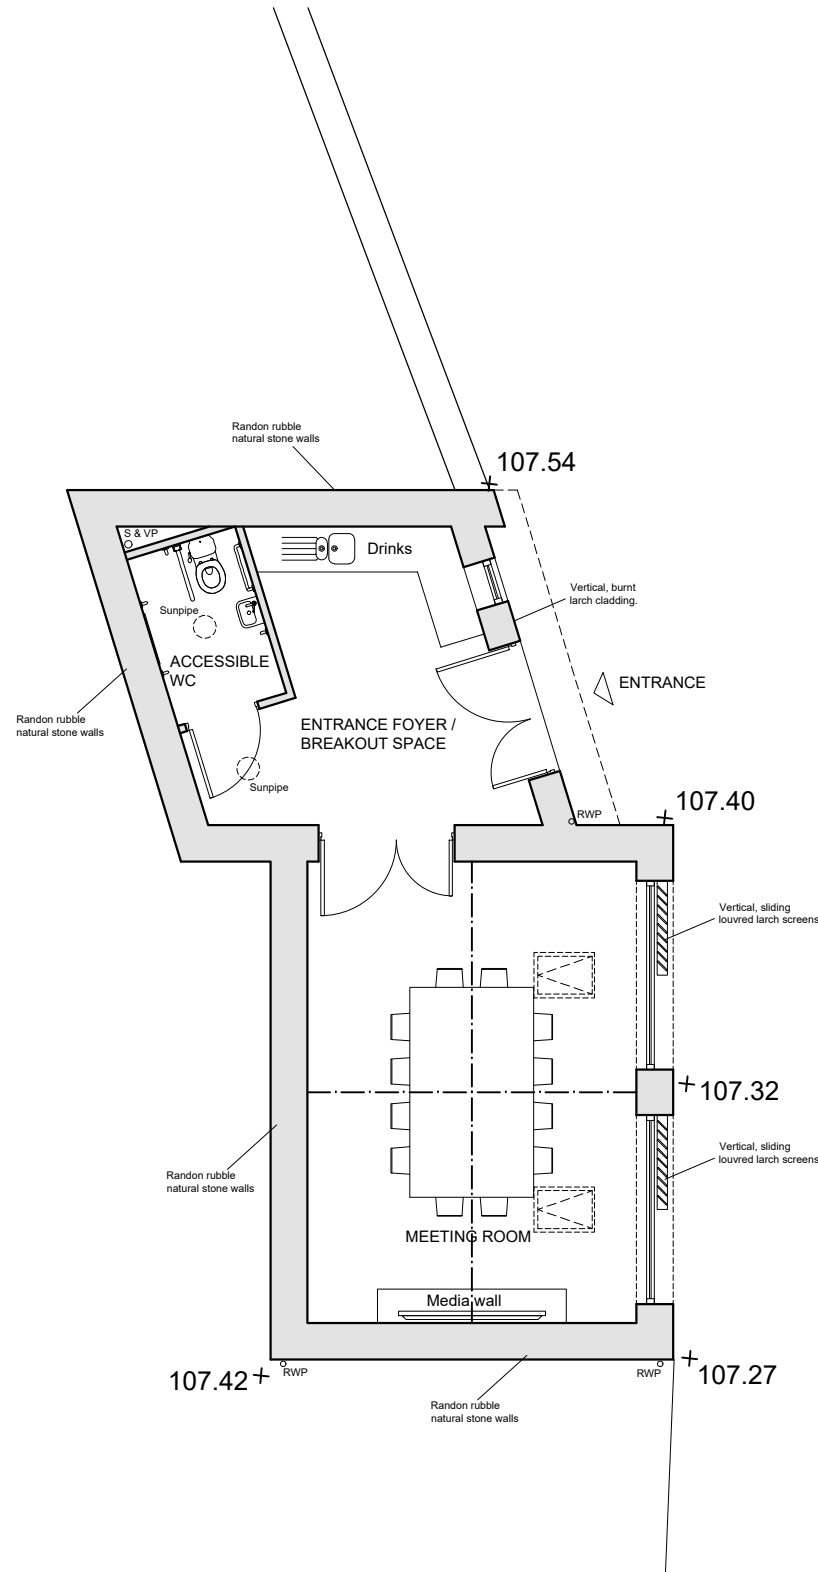 Randon rubble
natural stone walls
107.54
S & VP
Drinks
Vertical, burnt
larch cladding.
Sunpipe
ACCESSIBLE
WC
ENTRANCE
Randon rubble
natural stone walls
ENTRANCE FOYER /
BREAKOUT SPACE
Sunpipe
107.40
RWP
Vertical, sliding
louvred larch screens
107.32
Vertical, sliding
louvred larch screens
Randon rubble
natural stone walls
MEETING ROOM
Media wall
107.42
RWP
RWP
107.27
Randon rubble
natural stone walls